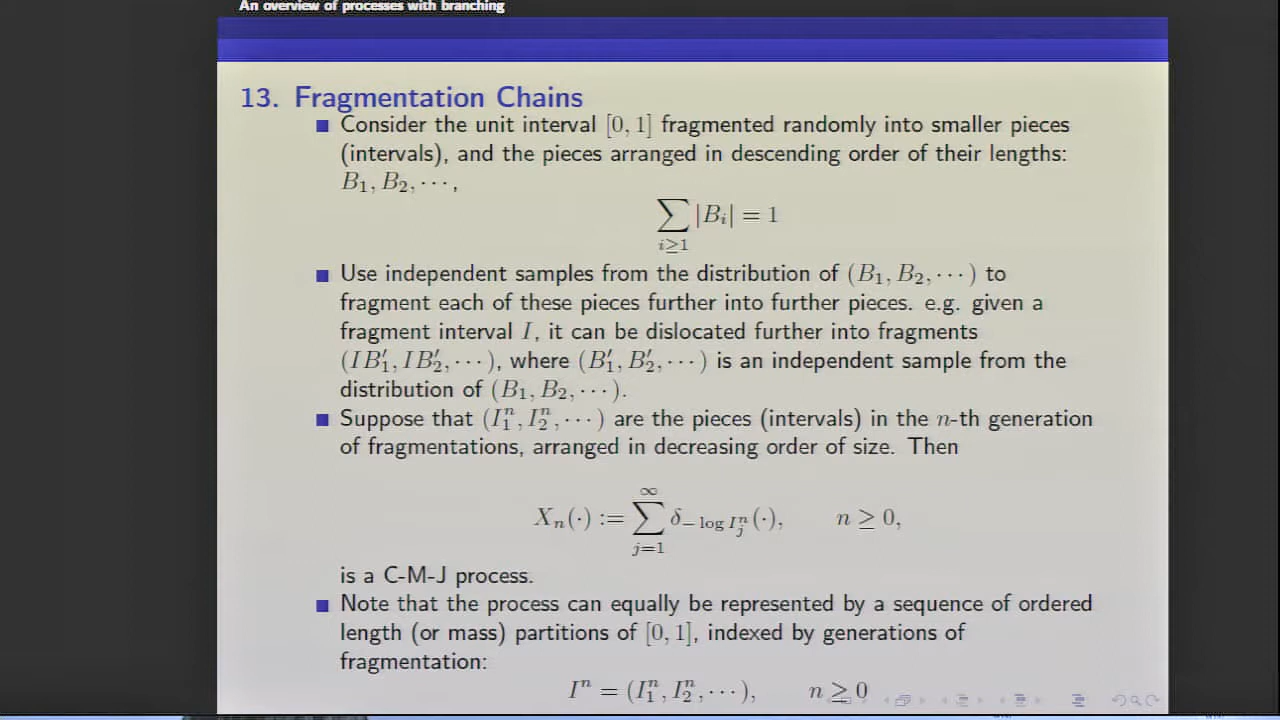 An overview of processes with branching
13. Fragmentation Chains
Consider the unit interval [0, 1] fragmented randomly into smaller pieces
(intervals), and the pieces arranged in descending order of their lengths:
B₁, B₂, ⋯ ,
∑_{i≥1} |Bᵢ| = 1
Use independent samples from the distribution of (B₁, B₂, ⋯ ) to
fragment each of these pieces further into further pieces. e.g. given a
fragment interval I, it can be dislocated further into fragments
(IB′₁, IB′₂, ⋯ ), where (B′₁, B′₂, ⋯ ) is an independent sample from the
distribution of (B₁, B₂, ⋯ ).
Suppose that (I₁ⁿ, I₂ⁿ, ⋯ ) are the pieces (intervals) in the n-th generation
of fragmentations, arranged in decreasing order of size. Then
Xₙ(·) := ∑_{j=1}^{∞} δ_{− log I_j^n}(·), n ≥ 0,
is a C-M-J process.
Note that the process can equally be represented by a sequence of ordered
length (or mass) partitions of [0, 1], indexed by generations of
fragmentation:
Iⁿ = (I₁ⁿ, I₂ⁿ, ⋯ ), n ≥ 0